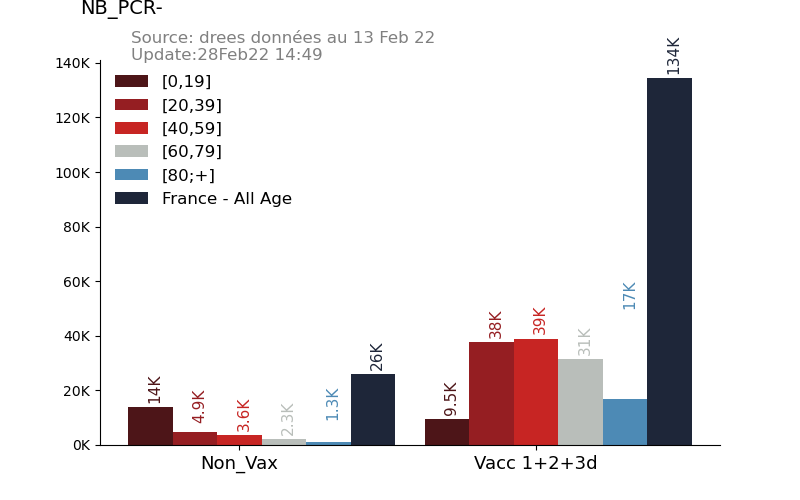 NB_PCR-
Source: drees données au 13 Feb 22
Update:28Feb22 14:49
140K
120K
100K
80K
60K
40K
20K
0K
[0,19]
[20,39]
[40,59]
[60,79]
[80;+]
France - All Age
14K
4.9K
3.6K
2.3K
1.3K
26K
9.5K
38K
39K
31K
17K
134K
Non_Vax
Vacc 1+2+3d